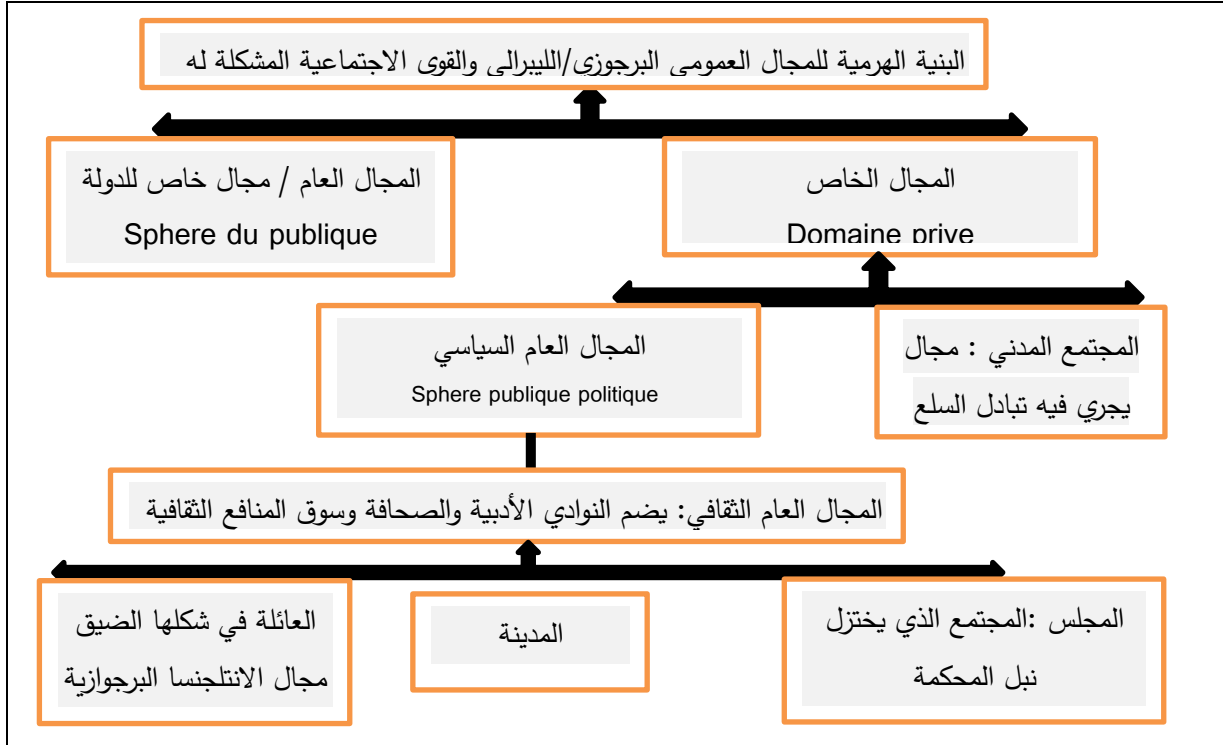 البنية الهرمية للمجال العمومي البرجوزي/الليبرالي والقوى الاجتماعية المشكلة له
المجال الخاص
Domaine prive
المجال العام / مجال خاص للدولة
Sphere du publique
المجتمع المدني : مجال
يجري فيه تبادل السلع
المجال العام السياسي
Sphere publique politique
المجال العام الثقافي: يضم النوادي الأدبية والصحافة وسوق المنافع الثقافية
المجلس :المجتمع الذي يختزل
نبل المحكمة
المدينة
العائلة في شكلها الضيق
مجال الانتلجنسا البرجوازية